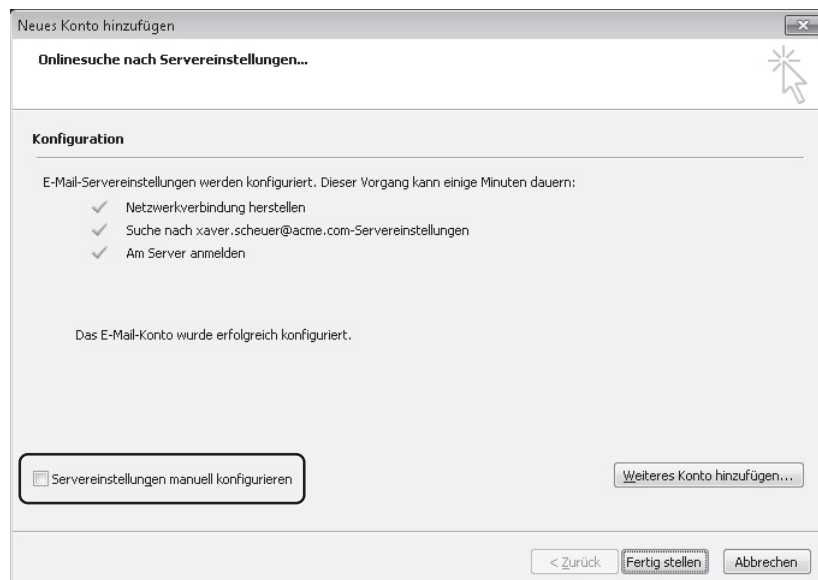 Neues Konto hinzufügen
Onlinesuche nach Servereinstellungen...
Konfiguration
E-Mail-Servereinstellungen werden konfiguriert. Dieser Vorgang kann einige Minuten dauern:
Netzwerkverbindung herstellen
Suche nach xaver.scheuer@acme.com-Servereinstellungen
Am Server anmelden
Das E-Mail-Konto wurde erfolgreich konfiguriert.
Servereinstellungen manuell konfigurieren
Weiteres Konto hinzufügen...
< Zurück
Fertig stellen
Abbrechen